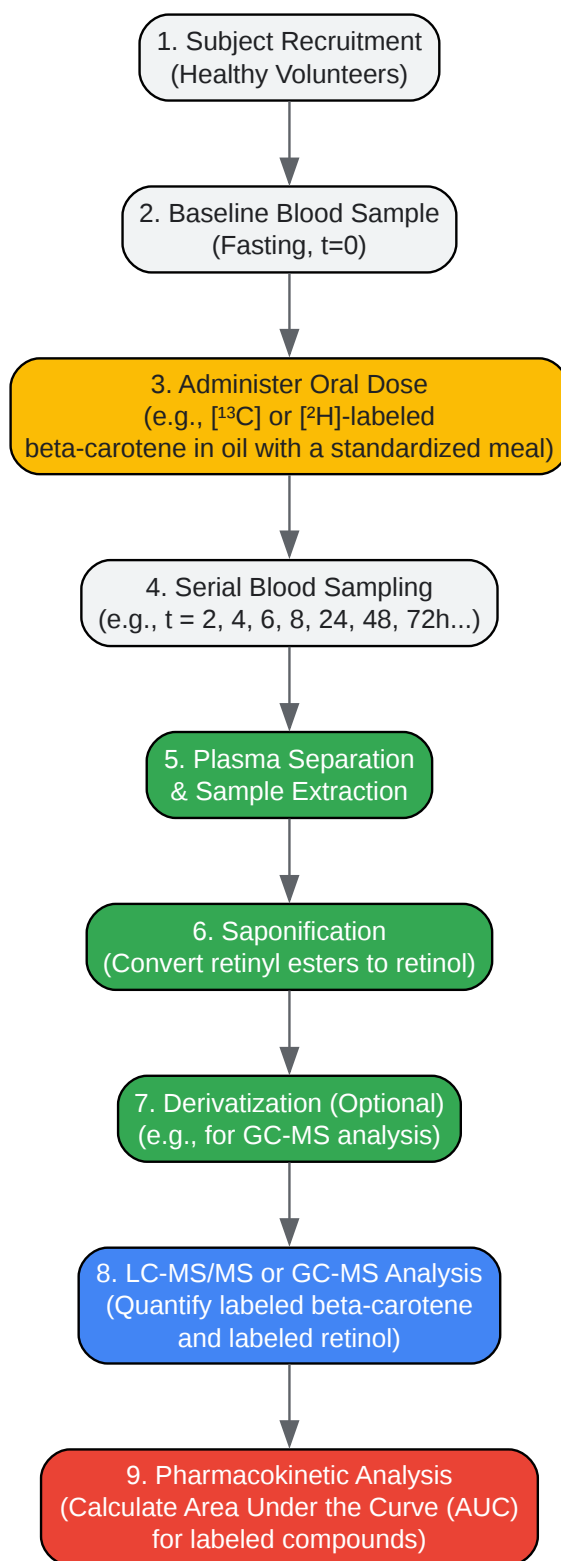 1. Subject Recruitment
(Healthy Volunteers)
2. Baseline Blood Sample
(Fasting, t=0)
3. Administer Oral Dose
(e.g., [¹³C] or [²H]-labeled
beta-carotene in oil with a standardized meal)
4. Serial Blood Sampling
(e.g., t = 2, 4, 6, 8, 24, 48, 72h...)
5. Plasma Separation
& Sample Extraction
6. Saponification
(Convert retinyl esters to retinol)
7. Derivatization (Optional)
(e.g., for GC-MS analysis)
8. LC-MS/MS or GC-MS Analysis
(Quantify labeled beta-carotene
and labeled retinol)
9. Pharmacokinetic Analysis
(Calculate Area Under the Curve (AUC)
for labeled compounds)